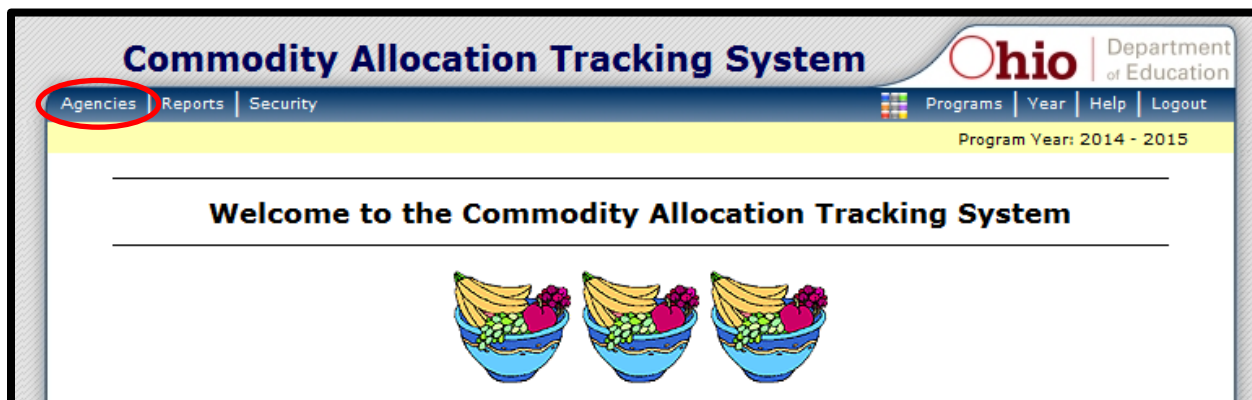 Commodity Allocation Tracking System
Ohio Department of Education
Agencies Reports Security Programs Year Help Logout
Program Year: 2014 - 2015
Welcome to the Commodity Allocation Tracking System